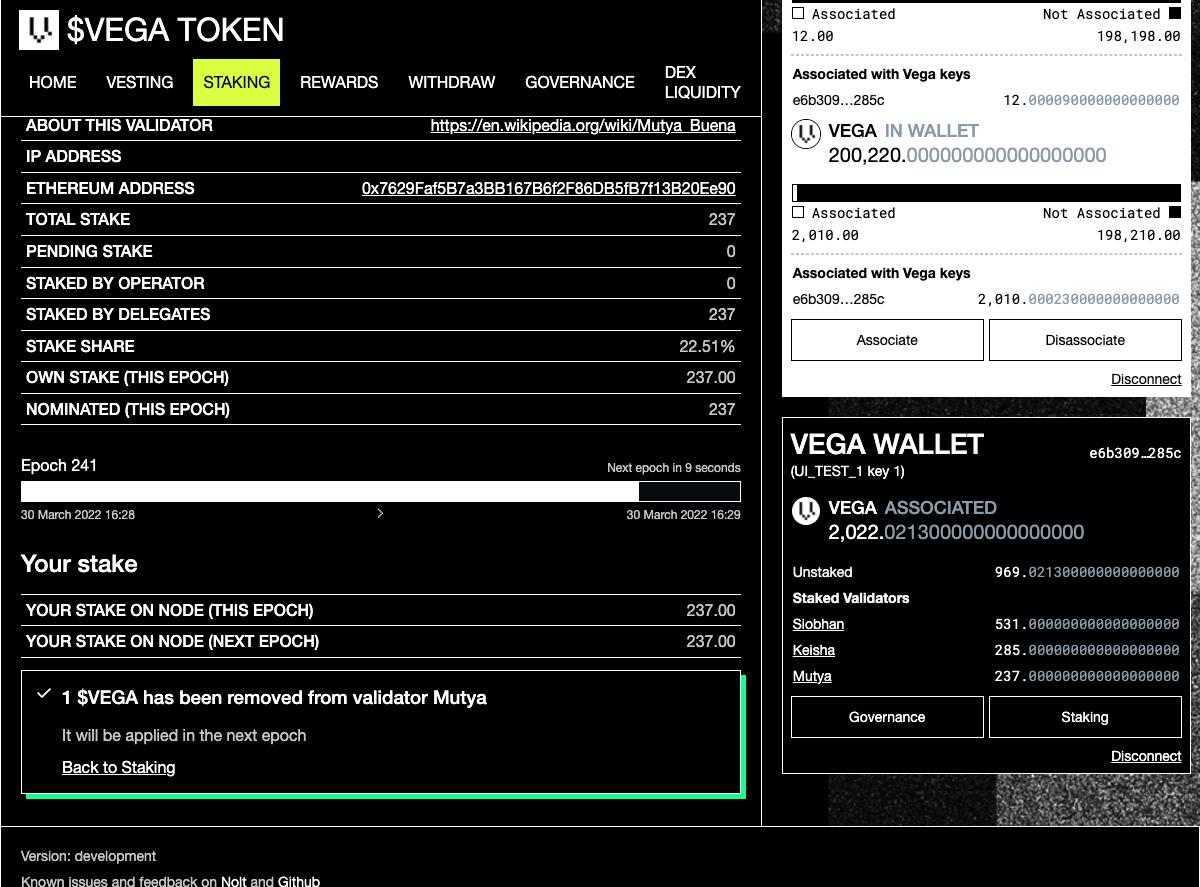 $VEGA TOKEN
HOME VESTING STAKING REWARDS WITHDRAW GOVERNANCE DEX LIQUIDITY
ABOUT THIS VALIDATOR https://en.wikipedia.org/wiki/Mutya_Buena
IP ADDRESS
ETHEREUM ADDRESS 0x7629Faf5B7a3BB167B6f2F86DB5fB7f13B20Ee90
TOTAL STAKE 237
PENDING STAKE 0
STAKED BY OPERATOR 0
STAKED BY DELEGATES 237
STAKE SHARE 22.51%
OWN STAKE (THIS EPOCH) 237.00
NOMINATED (THIS EPOCH) 237
Epoch 241 Next epoch in 9 seconds
30 March 2022 16:28 30 March 2022 16:29
Your stake
YOUR STAKE ON NODE (THIS EPOCH) 237.00
YOUR STAKE ON NODE (NEXT EPOCH) 237.00
1 $VEGA has been removed from validator Mutya
It will be applied in the next epoch
Back to Staking
Associated Not Associated
12.00 198,198.00
Associated with Vega keys
e6b309…285c 12.000090000000000000
VEGA IN WALLET
200,220.000000000000000000
Associated Not Associated
2,010.00 198,210.00
Associated with Vega keys
e6b309…285c 2,010.000230000000000000
Associate Disassociate
Disconnect
VEGA WALLET e6b309…285c
(UI_TEST_1 key 1)
VEGA ASSOCIATED
2,022.021300000000000000
Unstaked 969.021300000000000000
Staked Validators
Siobhan 531.000000000000000000
Keisha 285.000000000000000000
Mutya 237.000000000000000000
Governance Staking
Disconnect
Version: development
Known issues and feedback on Nolt and Github